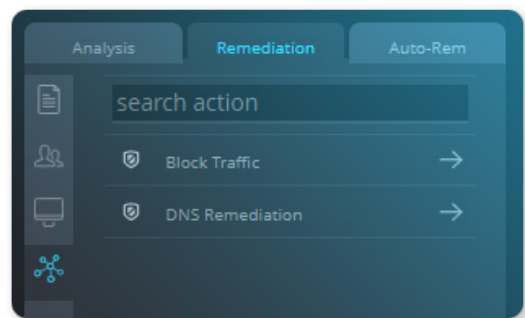 Analysis Remediation Auto-Rem
search action
Block Traffic
DNS Remediation